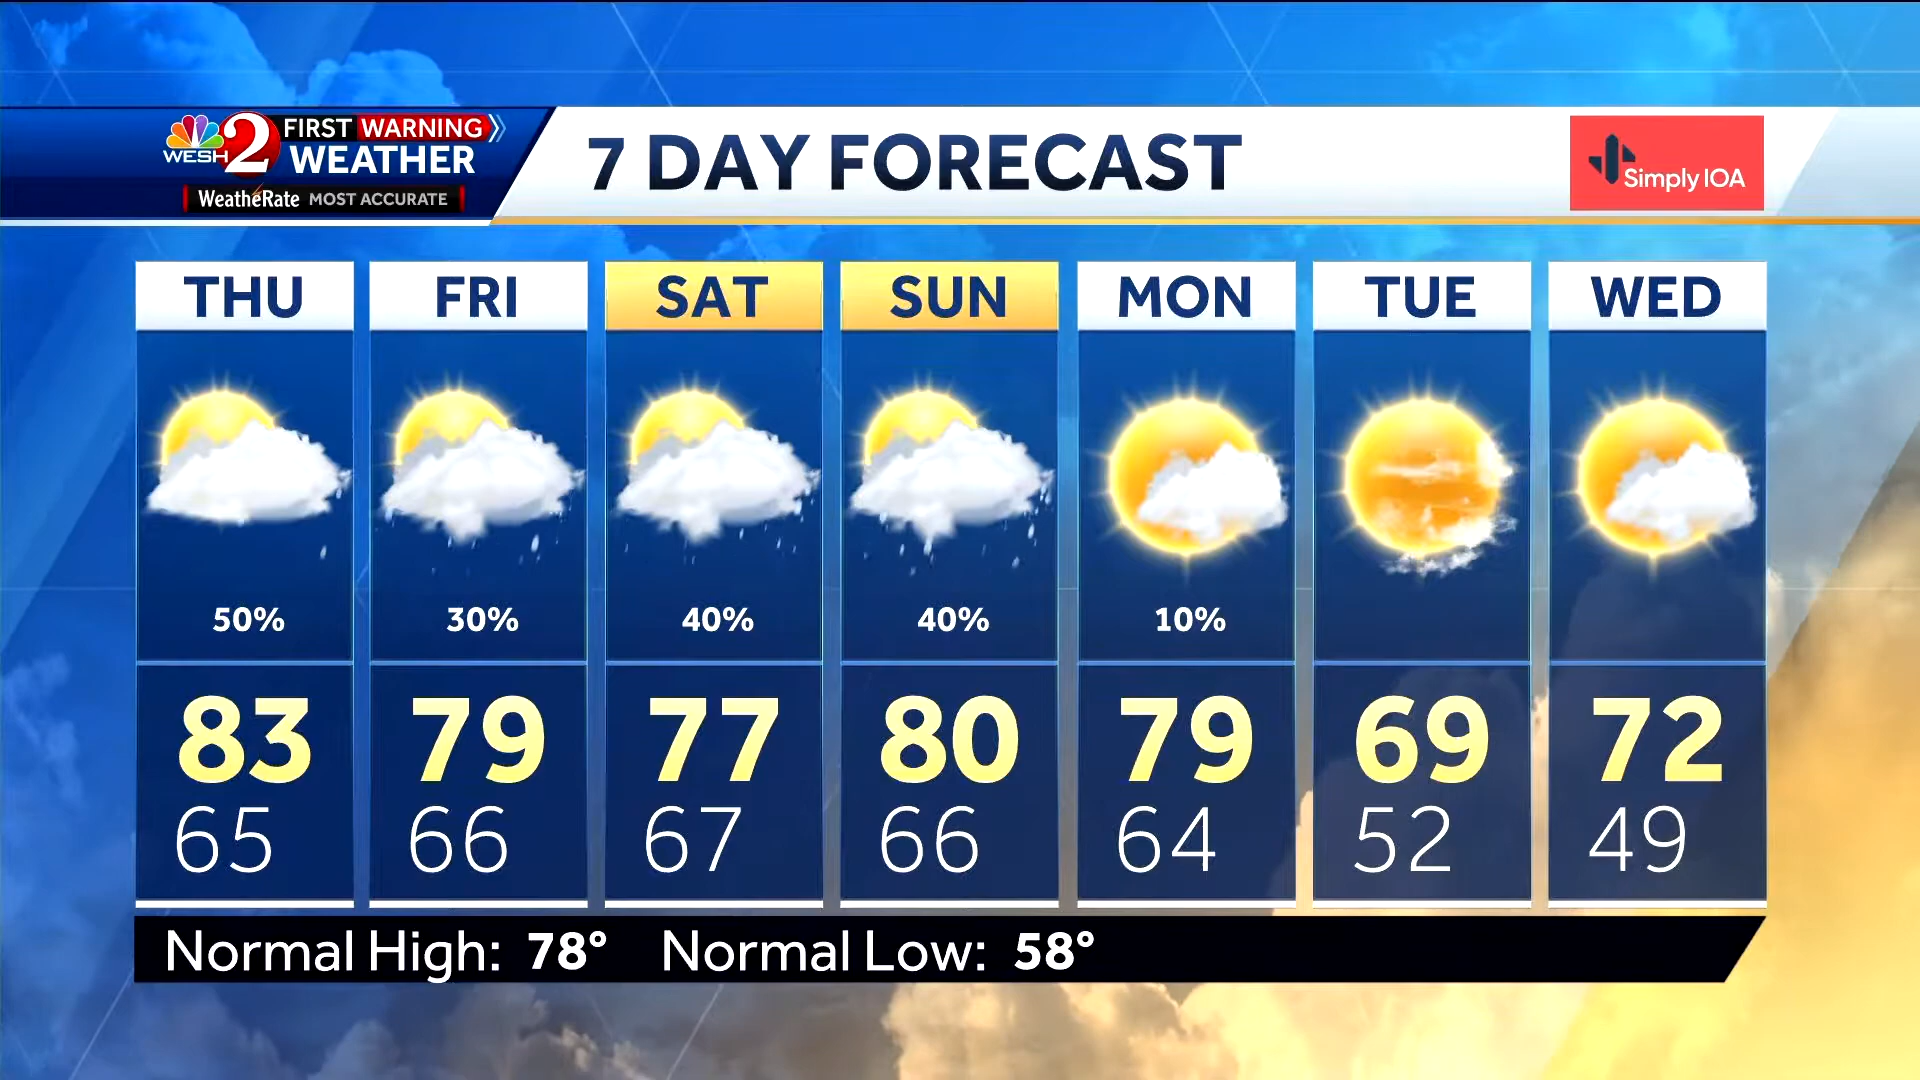 WESH 2 FIRST WARNING
WEATHER
WeatheRate MOST ACCURATE
7 DAY FORECAST
Simply IOA
THU FRI SAT SUN MON TUE WED
50% 30% 40% 40% 10%
83 79 77 80 79 69 72
65 66 67 66 64 52 49
Normal High: 78° Normal Low: 58°